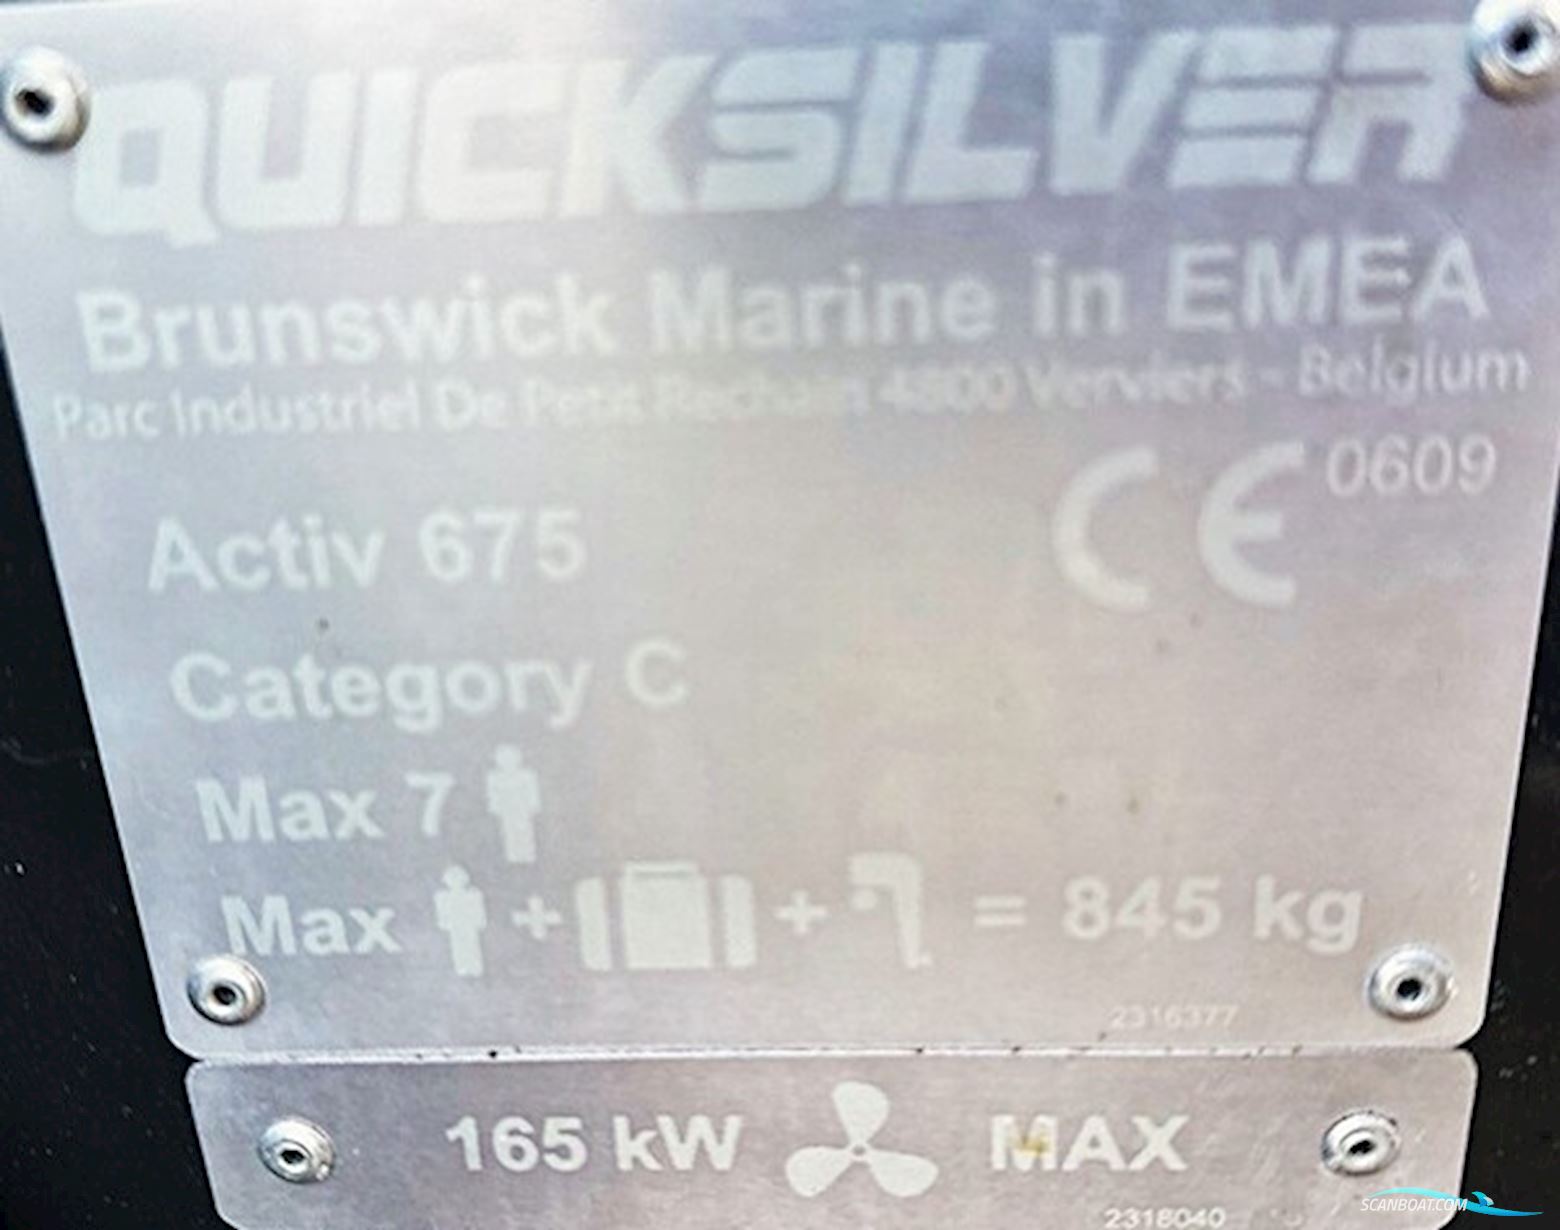 QUICKSILVER
Brunswick Marine in EMEA
Parc Industriel De Petit Rechain 4800 Verviers - Belgium
CE 0609
Activ 675
Category C
Max 7
Max + + = 845 kg
2316377
165 kW MAX
2318040
SCANBOAT.COM